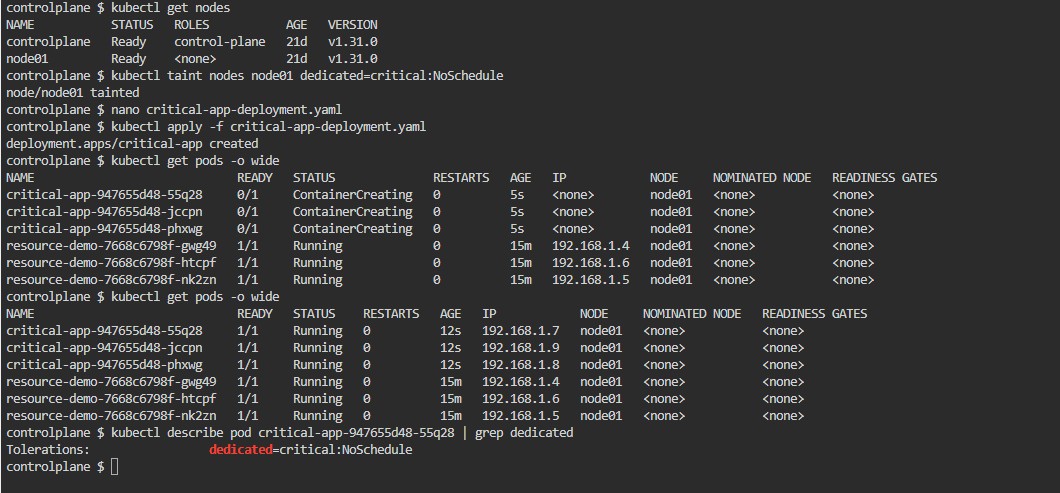 controlplane $ kubectl get nodes
NAME STATUS ROLES AGE VERSION
controlplane Ready control-plane 21d v1.31.0
node01 Ready <none> 21d v1.31.0
controlplane $ kubectl taint nodes node01 dedicated=critical:NoSchedule
node/node01 tainted
controlplane $ nano critical-app-deployment.yaml
controlplane $ kubectl apply -f critical-app-deployment.yaml
deployment.apps/critical-app created
controlplane $ kubectl get pods -o wide
NAME READY STATUS RESTARTS AGE IP NODE NOMINATED NODE READINESS GATES
critical-app-947655d48-55q28 0/1 ContainerCreating 0 5s <none> node01 <none> <none>
critical-app-947655d48-jccpn 0/1 ContainerCreating 0 5s <none> node01 <none> <none>
critical-app-947655d48-phxwg 0/1 ContainerCreating 0 5s <none> node01 <none> <none>
resource-demo-7668c6798f-gwg49 1/1 Running 0 15m 192.168.1.4 node01 <none> <none>
resource-demo-7668c6798f-htcpf 1/1 Running 0 15m 192.168.1.6 node01 <none> <none>
resource-demo-7668c6798f-nk2zn 1/1 Running 0 15m 192.168.1.5 node01 <none> <none>
controlplane $ kubectl get pods -o wide
NAME READY STATUS RESTARTS AGE IP NODE NOMINATED NODE READINESS GATES
critical-app-947655d48-55q28 1/1 Running 0 12s 192.168.1.7 node01 <none> <none>
critical-app-947655d48-jccpn 1/1 Running 0 12s 192.168.1.9 node01 <none> <none>
critical-app-947655d48-phxwg 1/1 Running 0 12s 192.168.1.8 node01 <none> <none>
resource-demo-7668c6798f-gwg49 1/1 Running 0 15m 192.168.1.4 node01 <none> <none>
resource-demo-7668c6798f-htcpf 1/1 Running 0 15m 192.168.1.6 node01 <none> <none>
resource-demo-7668c6798f-nk2zn 1/1 Running 0 15m 192.168.1.5 node01 <none> <none>
controlplane $ kubectl describe pod critical-app-947655d48-55q28 | grep dedicated
Tolerations: dedicated=critical:NoSchedule
controlplane $